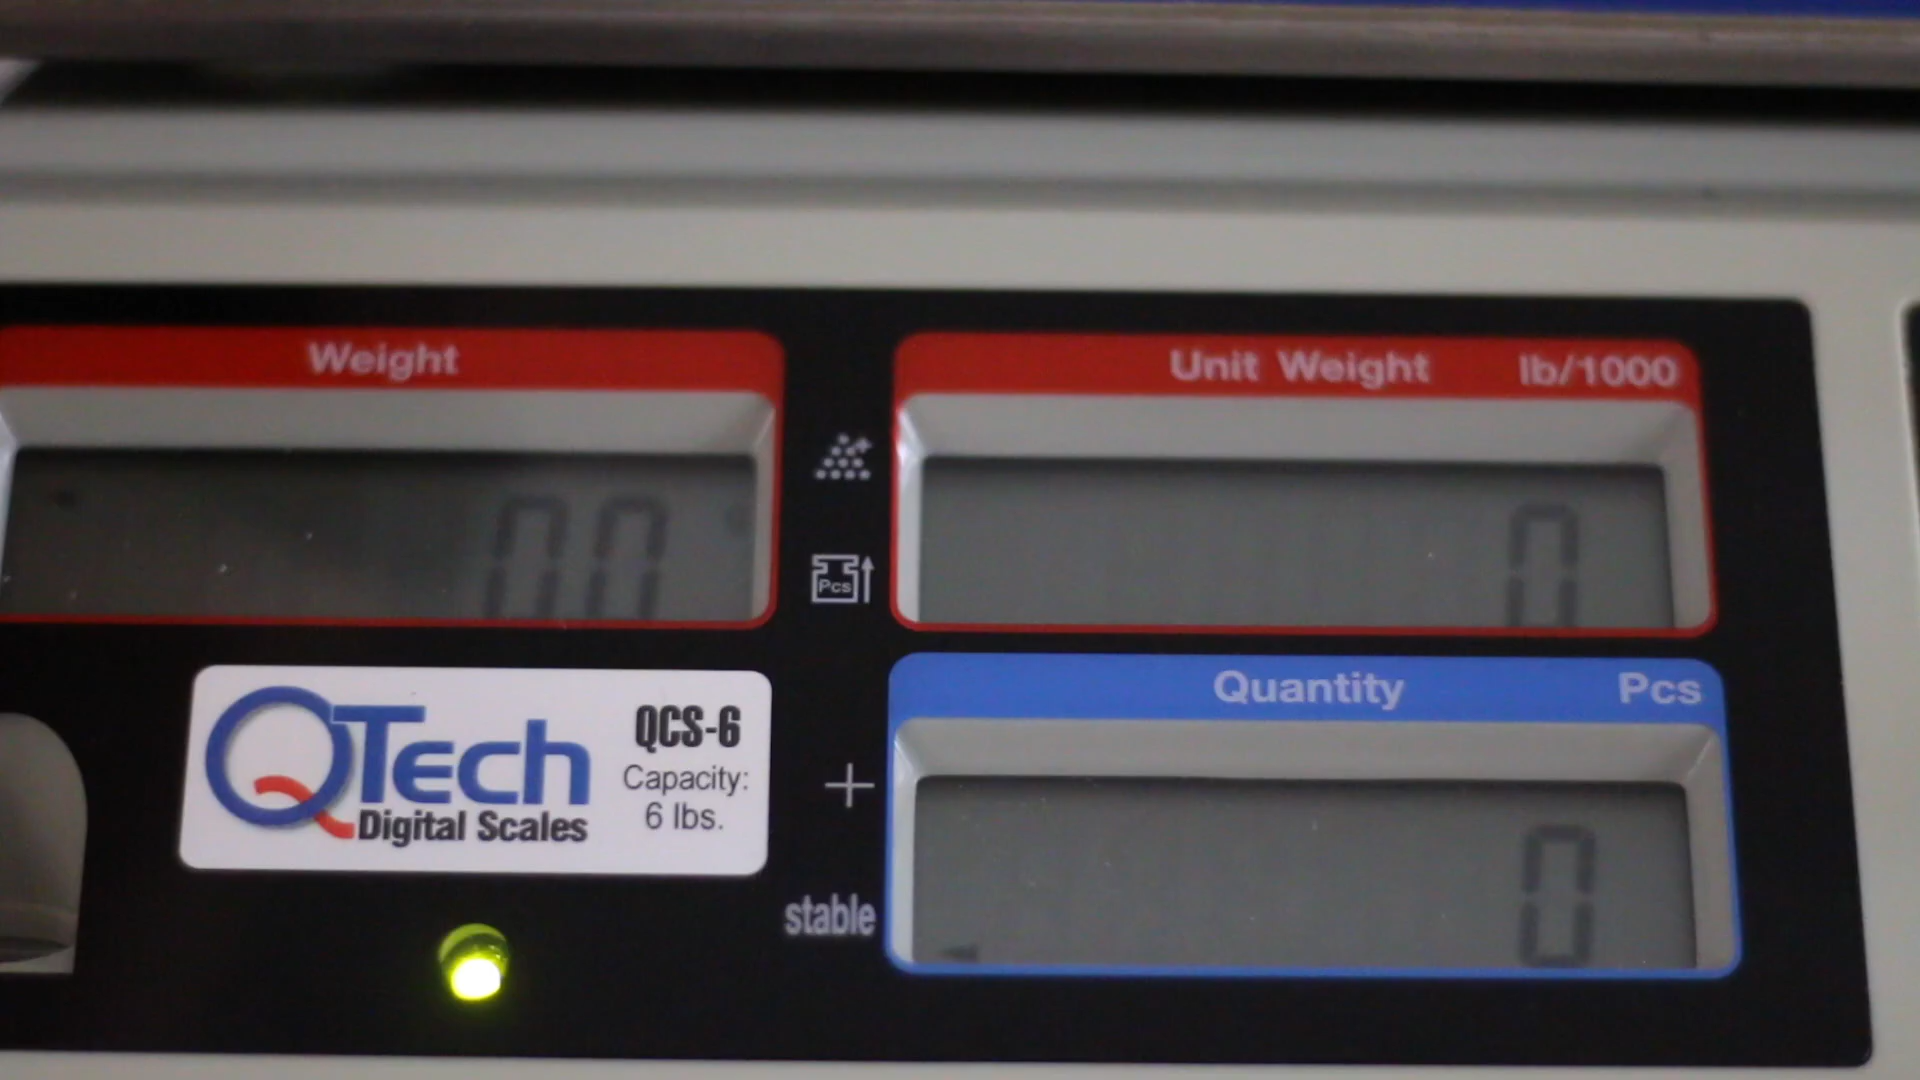 Weight
00
Unit Weight lb/1000
0
Pcs
QTech
Digital Scales
QCS-6
Capacity:
6 lbs.
Quantity Pcs
0
stable